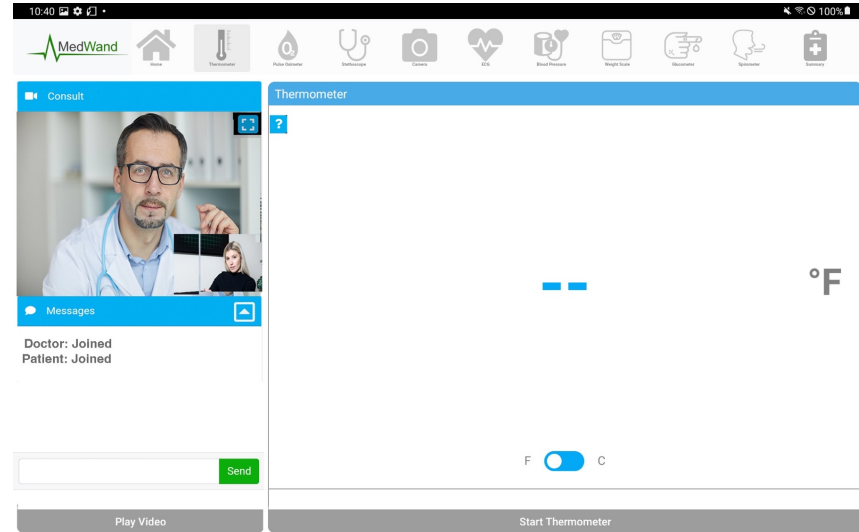 10:40
100%
MedWand
Home
Thermometer
Pulse Oximeter
Stethoscope
Camera
ECG
Blood Pressure
Weight Scale
Glucometer
Spirometer
Summary
Consult
Thermometer
?
-- °F
Messages
Doctor: Joined
Patient: Joined
F C
Send
Play Video
Start Thermometer